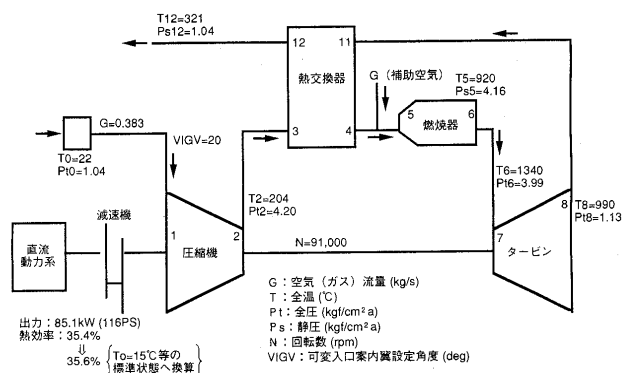 T12=321
Ps12=1.04
12
11
熱交換器
3
4
G（補助空気）
T5=920
Ps5=4.16
5
6
燃焼器
G=0.383
VIGV=20
T0=22
Pt0=1.04
T2=204
Pt2=4.20
T6=1340
Pt6=3.99
T8=990
Pt8=1.13
減速機
直流
動力系
1
2
圧縮機
N=91,000
7
8
タービン
出力：85.1kW (116PS)
熱効率：35.4%
⇓
35.6%
To=15℃等の
標準状態へ換算
G：空気（ガス）流量 (kg/s)
T：全温 (℃)
Pt：全圧 (kgf/cm²a)
Ps：静圧 (kgf/cm²a)
N：回転数 (rpm)
VIGV：可変入口案内翼設定角度 (deg)